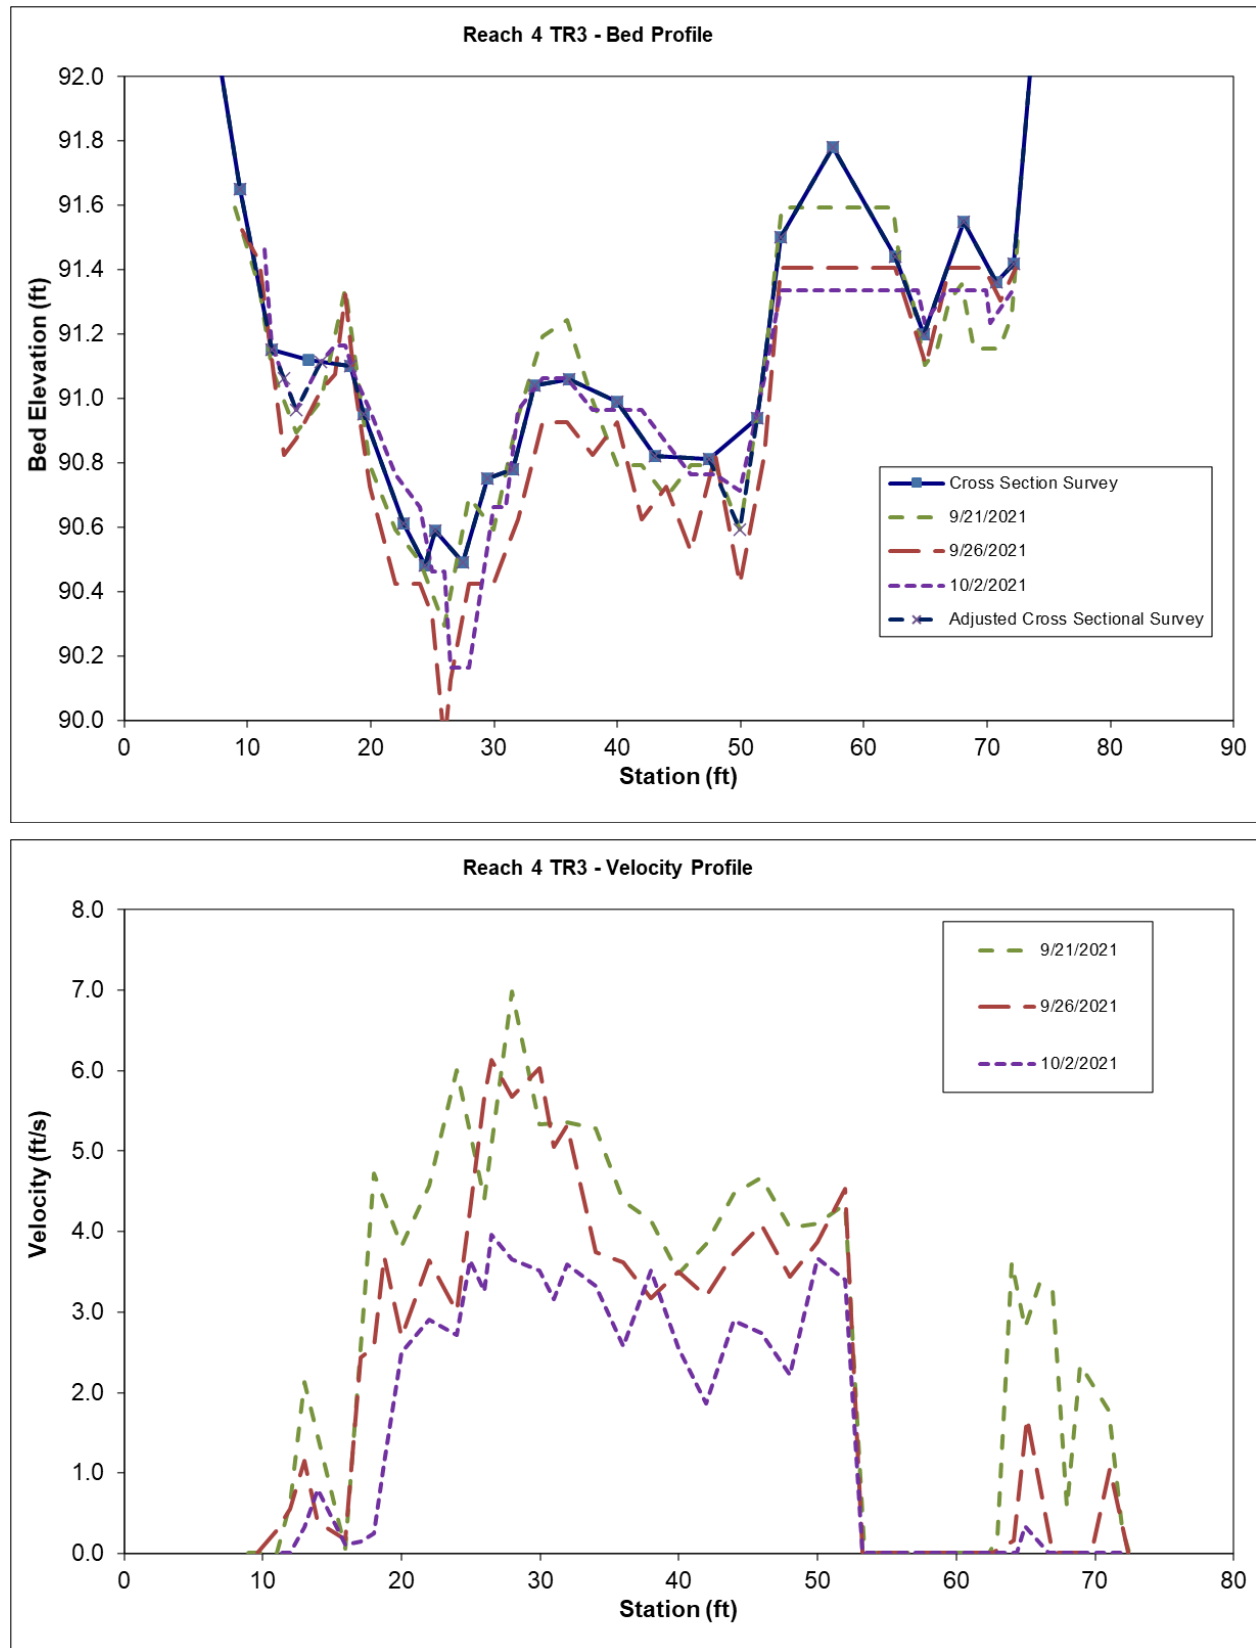 Reach 4 TR3 - Bed Profile
92.0
91.8
91.6
91.4
91.2
91.0
90.8
90.6
90.4
90.2
90.0
Bed Elevation (ft)
Cross Section Survey
9/21/2021
9/26/2021
10/2/2021
Adjusted Cross Sectional Survey
0 10 20 30 40 50 60 70 80 90
Station (ft)
Reach 4 TR3 - Velocity Profile
8.0
7.0
6.0
5.0
4.0
3.0
2.0
1.0
0.0
Velocity (ft/s)
9/21/2021
9/26/2021
10/2/2021
0 10 20 30 40 50 60 70 80
Station (ft)